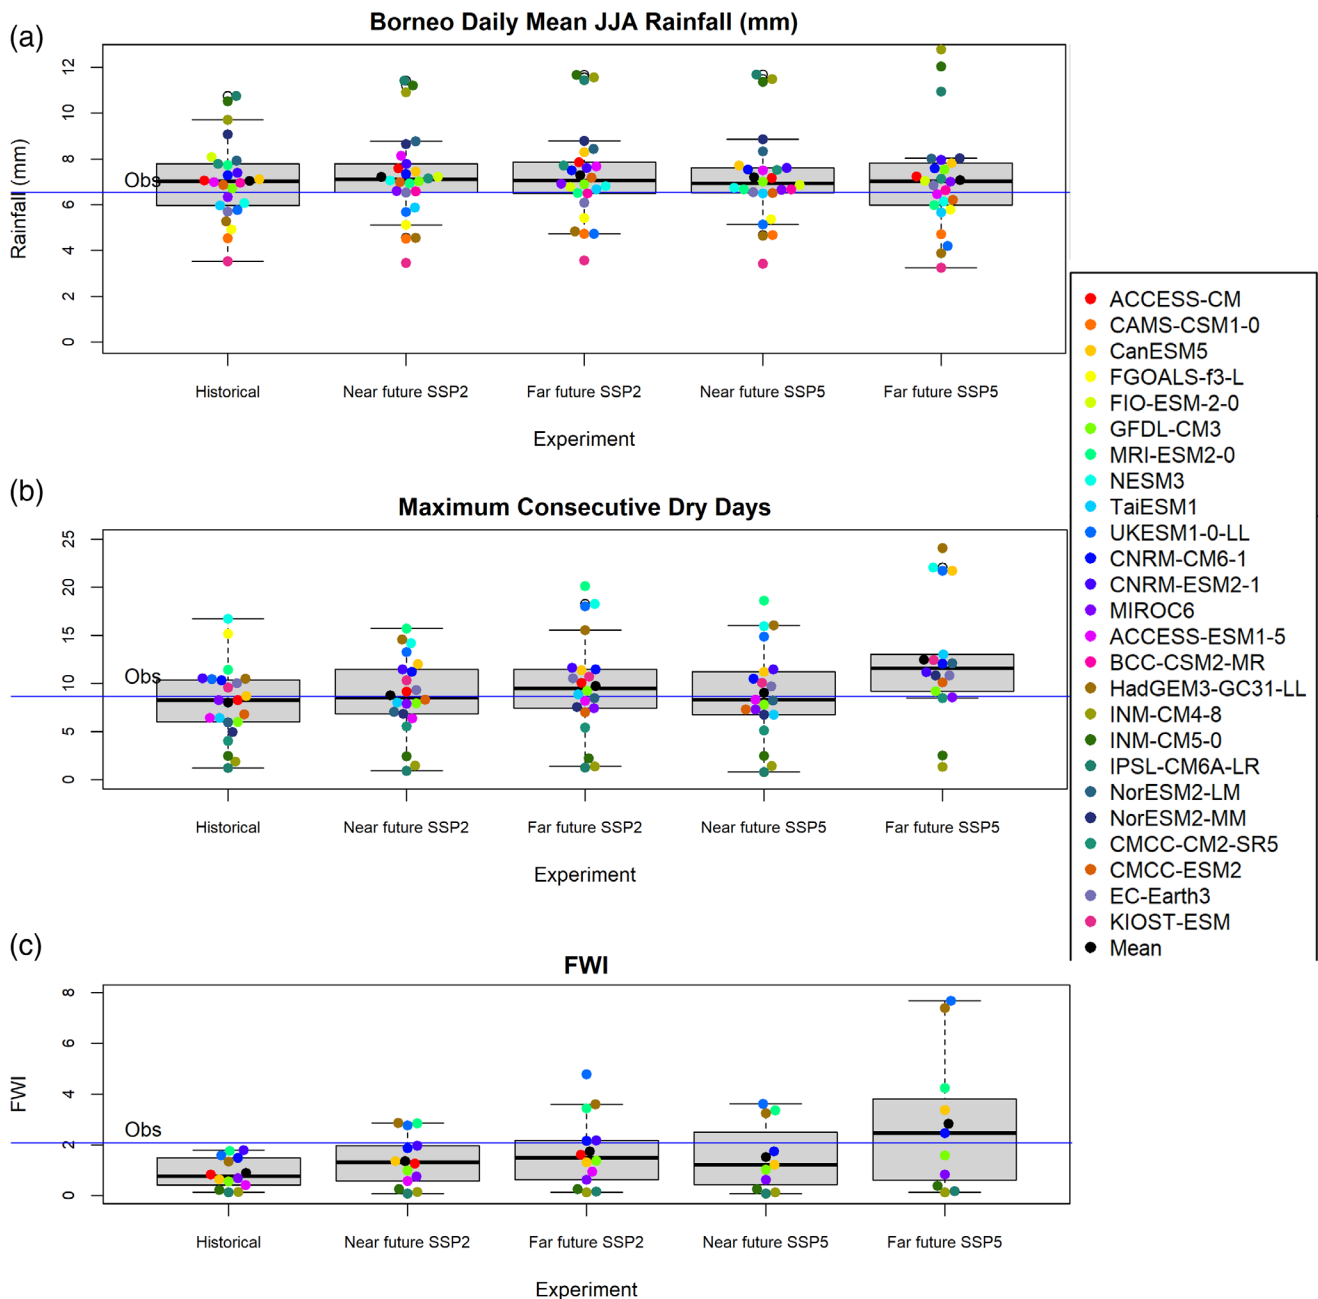 (a)
Borneo Daily Mean JJA Rainfall (mm)
Rainfall (mm)
12
10
8
6
4
2
0
Obs
Historical
Near future SSP2
Far future SSP2
Near future SSP5
Far future SSP5
Experiment
(b)
Maximum Consecutive Dry Days
25
20
15
10
5
0
Obs
Historical
Near future SSP2
Far future SSP2
Near future SSP5
Far future SSP5
Experiment
(c)
FWI
FWI
8
6
4
2
0
Obs
Historical
Near future SSP2
Far future SSP2
Near future SSP5
Far future SSP5
Experiment
ACCESS-CM
CAMS-CSM1-0
CanESM5
FGOALS-f3-L
FIO-ESM-2-0
GFDL-CM3
MRI-ESM2-0
NESM3
TaiESM1
UKESM1-0-LL
CNRM-CM6-1
CNRM-ESM2-1
MIROC6
ACCESS-ESM1-5
BCC-CSM2-MR
HadGEM3-GC31-LL
INM-CM4-8
INM-CM5-0
IPSL-CM6A-LR
NorESM2-LM
NorESM2-MM
CMCC-CM2-SR5
CMCC-ESM2
EC-Earth3
KIOST-ESM
Mean